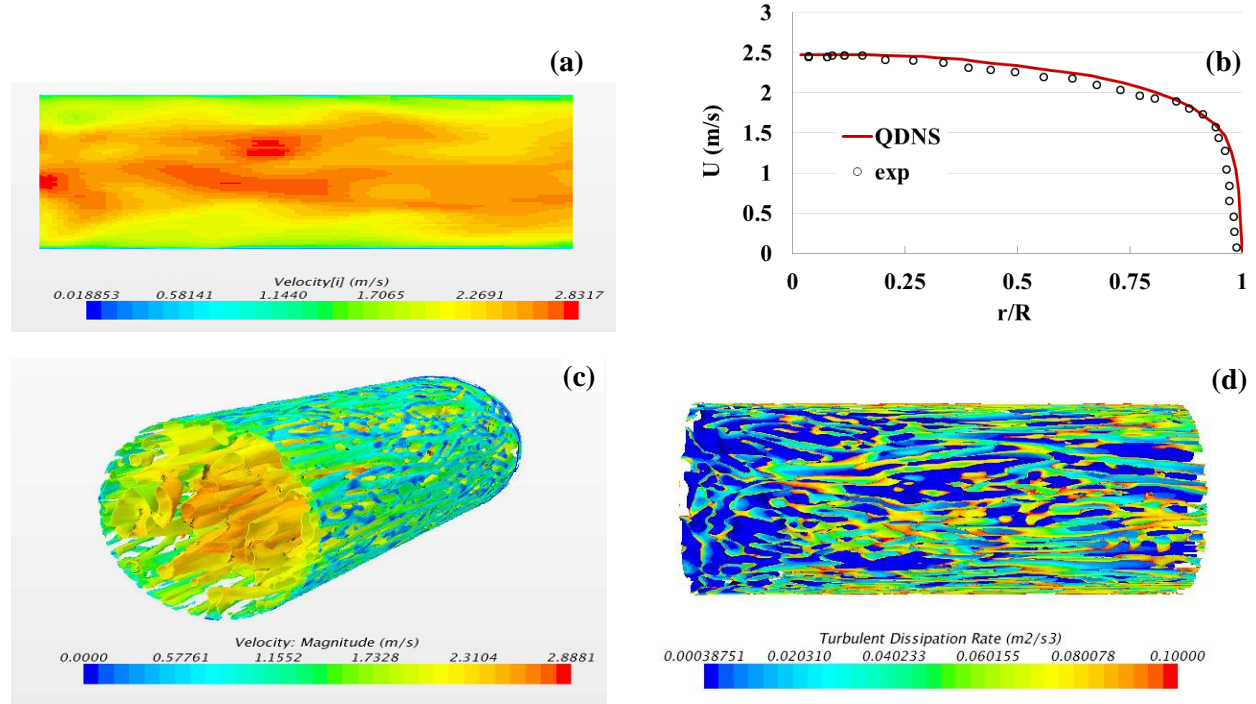 (a)
Velocity[i] (m/s)
0.018853 0.58141 1.1440 1.7065 2.2691 2.8317
(b)
3
2.5
2
1.5
1
0.5
0
U (m/s)
QDNS
exp
0 0.25 0.5 0.75 1
r/R
(c)
Velocity: Magnitude (m/s)
0.0000 0.57761 1.1552 1.7328 2.3104 2.8881
(d)
Turbulent Dissipation Rate (m2/s3)
0.00038751 0.020310 0.040233 0.060155 0.080078 0.10000